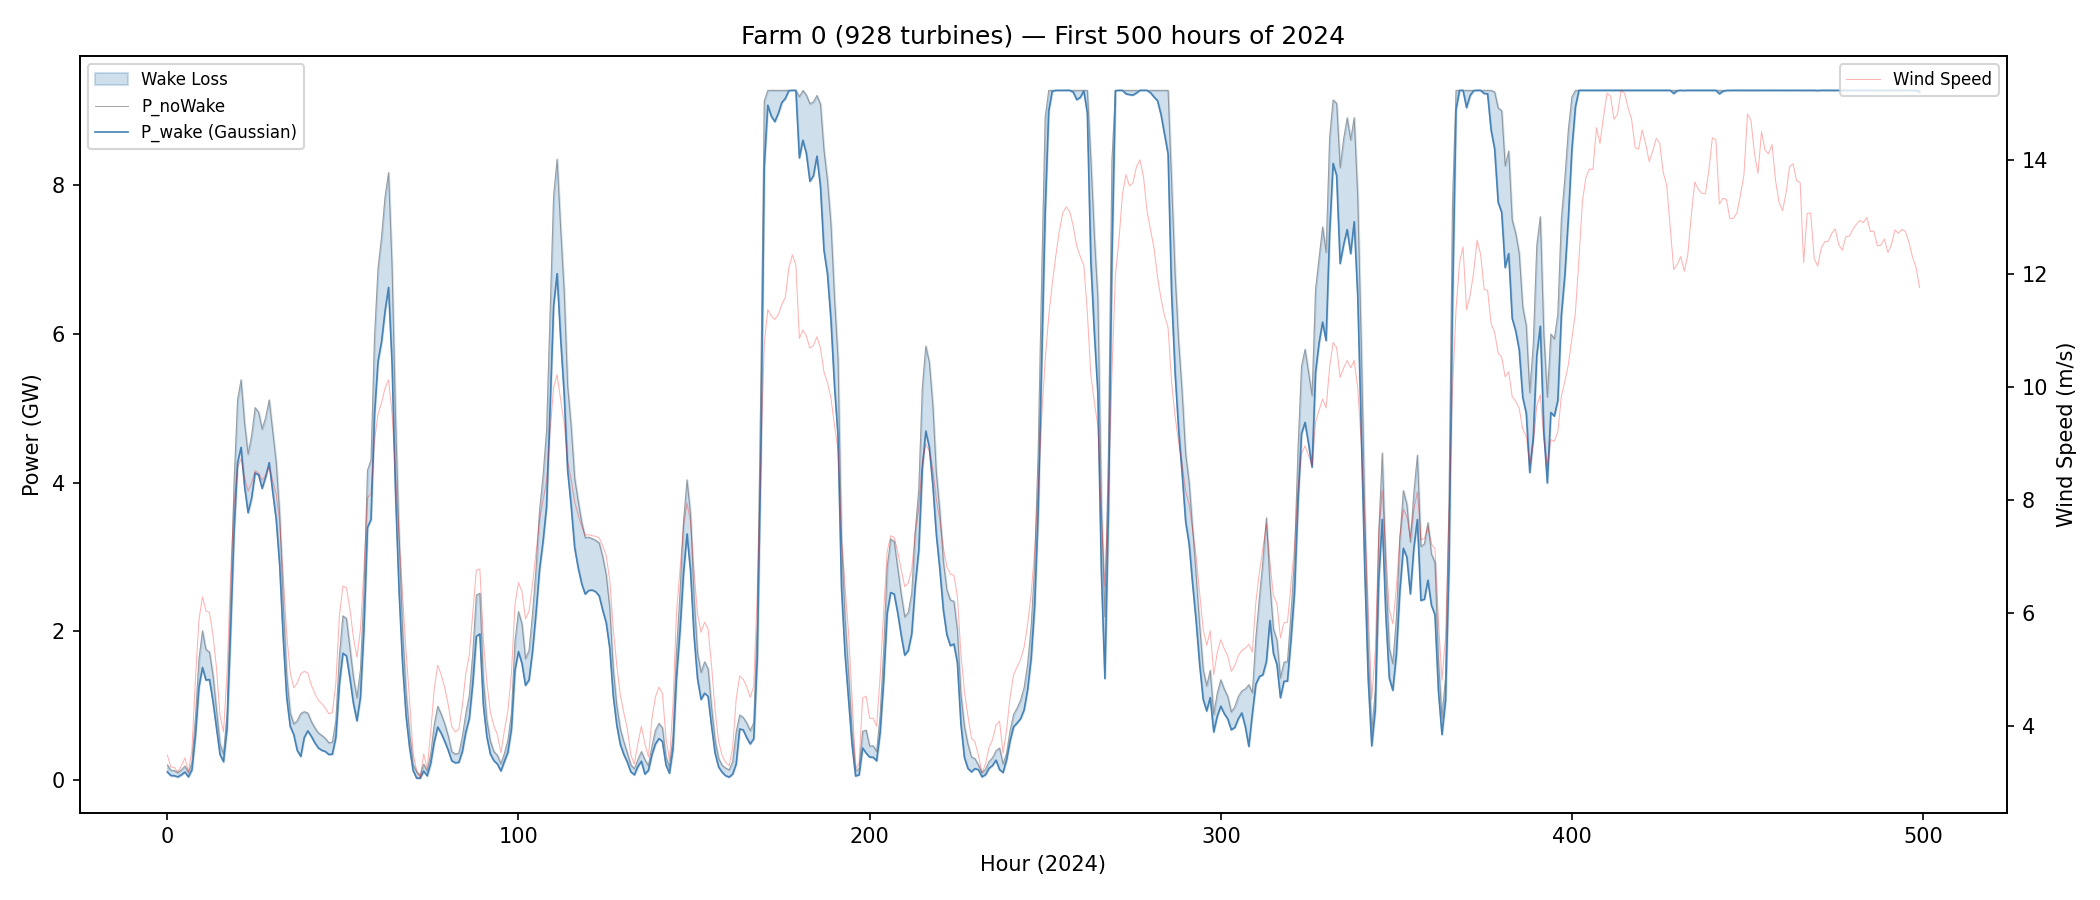 Farm 0 (928 turbines) — First 500 hours of 2024
Wake Loss
P_noWake
P_wake (Gaussian)
Wind Speed
Power (GW)
8
6
4
2
0
14
12
10
8
6
4
Wind Speed (m/s)
0 100 200 300 400 500
Hour (2024)